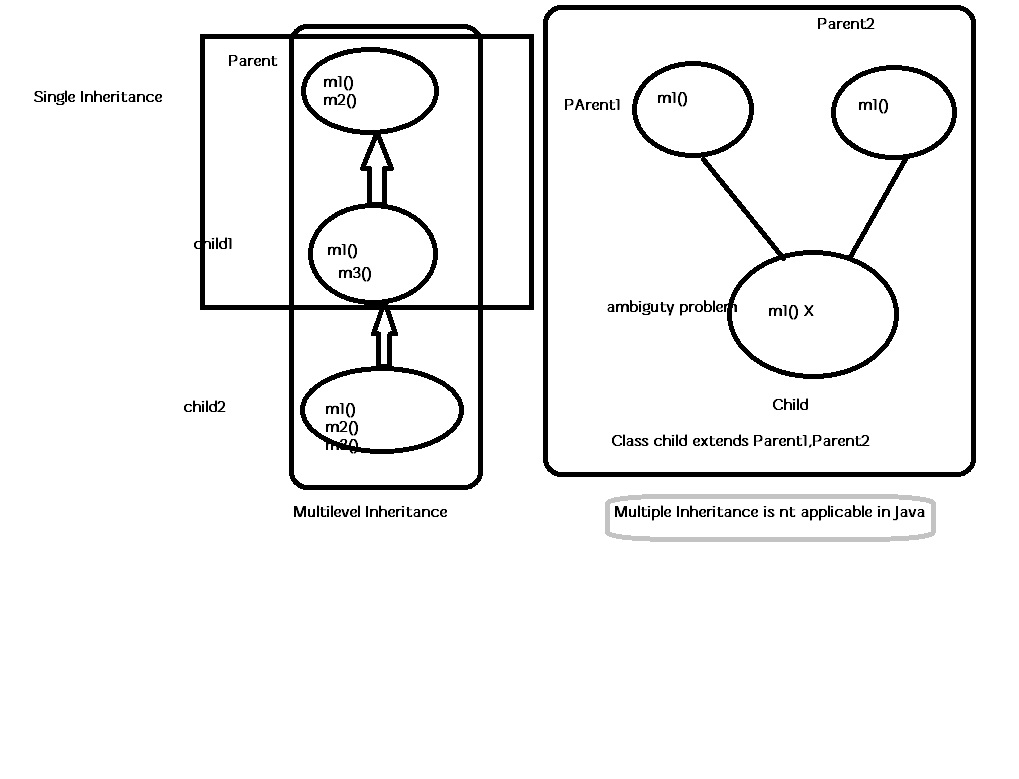 Single Inheritance
Parent
m1()
m2()
child1
m1()
m3()
child2
m1()
m2()
m3()
Multilevel Inheritance
Parent2
PArent1
m1()
m1()
ambiguty problem
m1() X
Child
Class child extends Parent1,Parent2
Multiple Inheritance is nt applicable in Java